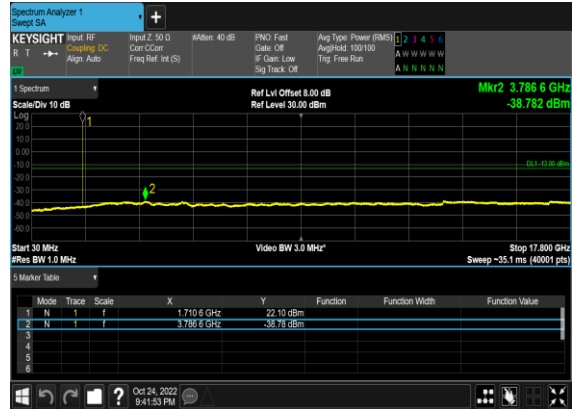 Spectrum Analyzer 1
Swept SA
+
KEYSIGHT Input: RF Input Z: 50 Ω #Atten: 40 dB PNO: Fast Avg Type: Power (RMS) 1 2 3 4 5 6
R T Coupling: DC Corr CCorr Gate: Off Avg|Hold: 100/100 A W W W W W
Align: Auto Freq Ref: Int (S) IF Gain: Low Trig: Free Run
Sig Track: Off A N N N N N
1 Spectrum Ref Lvl Offset 8.00 dB Mkr2 3.786 6 GHz
Scale/Div 10 dB Ref Level 30.00 dBm -38.782 dBm
Log
1
20.0
10.0
0.00
-10.0
DL1 -13.00 dBm
-20.0
-30.0
2
-40.0
-50.0
-60.0
Start 30 MHz Video BW 3.0 MHz* Stop 17.800 GHz
#Res BW 1.0 MHz Sweep ~35.1 ms (40001 pts)
5 Marker Table
Mode Trace Scale X Y Function Function Width Function Value
1 N 1 f 1.710 6 GHz 22.10 dBm
2 N 1 f 3.786 6 GHz -38.78 dBm
3
4
5
6
? Oct 24, 2022
9:41:53 PM